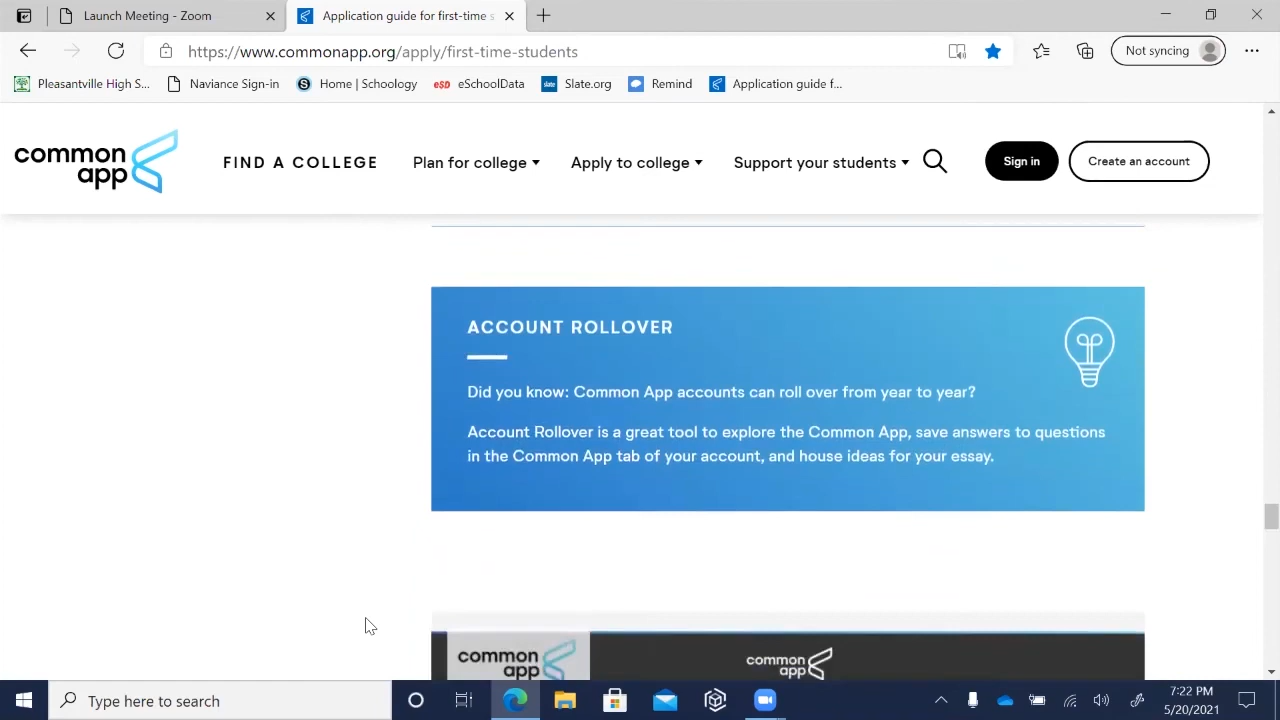 Launch Meeting - Zoom
Application guide for first-time s
https://www.commonapp.org/apply/first-time-students
Not syncing
Pleasantville High S...
Naviance Sign-in
S Home | Schoology
eSD eSchoolData
slate Slate.org
Remind
Application guide f...
common
app
FIND A COLLEGE
Plan for college
Apply to college
Support your students
Sign in
Create an account
ACCOUNT ROLLOVER
Did you know: Common App accounts can roll over from year to year?
Account Rollover is a great tool to explore the Common App, save answers to questions
in the Common App tab of your account, and house ideas for your essay.
common
app
common
app
Type here to search
7:22 PM
5/20/2021